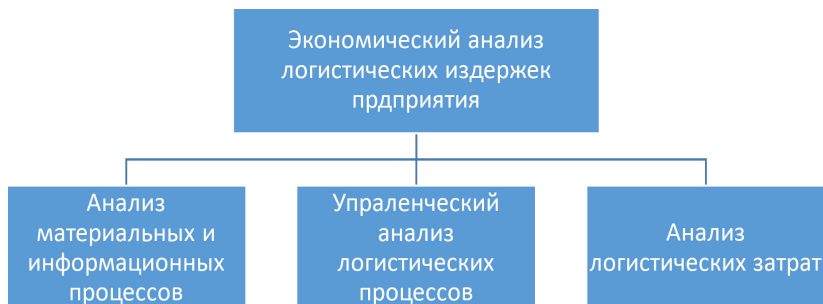 Экономический анализ
логистических издержек
прдприятия
Анализ
материальных и
информационных
процессов
Упраленческий
анализ
логистических
процессов
Анализ
логистических затрат